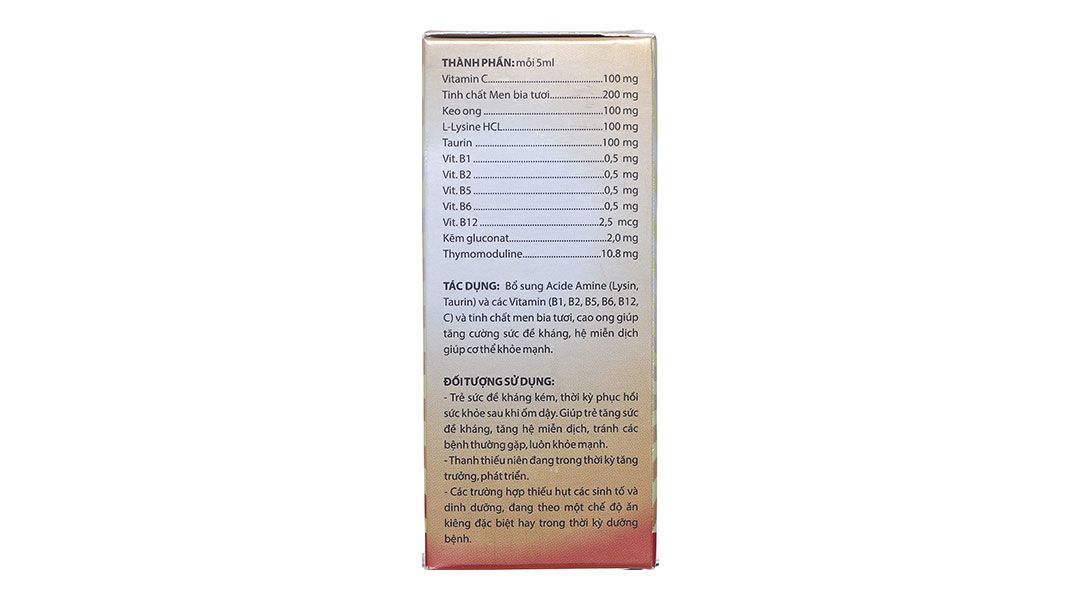 THÀNH PHẦN: mỗi 5ml
Vitamin C...........................................100 mg
Tinh chất Men bia tươi......................200 mg
Keo ong .............................................100 mg
L-Lysine HCL......................................100 mg
Taurin ................................................100 mg
Vit. B1 .................................................0,5 mg
Vit. B2 .................................................0,5 mg
Vit. B5 .................................................0,5 mg
Vit. B6 .................................................0,5 mg
Vit. B12 .............................................2,5 mcg
Kẽm gluconat.....................................2,0 mg
Thymomoduline..............................10.8 mg
TÁC DỤNG: Bổ sung Acide Amine (Lysin,
Taurin) và các Vitamin (B1, B2, B5, B6, B12,
C) và tinh chất men bia tươi, cao ong giúp
tăng cường sức đề kháng, hệ miễn dịch
giúp cơ thể khỏe mạnh.
ĐỐI TƯỢNG SỬ DỤNG:
- Trẻ sức đề kháng kém, thời kỳ phục hồi
sức khỏe sau khi ốm dậy. Giúp trẻ tăng sức
đề kháng, tăng hệ miễn dịch, tránh các
bệnh thường gặp, luôn khỏe mạnh.
- Thanh thiếu niên đang trong thời kỳ tăng
trưởng, phát triển.
- Các trường hợp thiếu hụt các sinh tố và
dinh dưỡng, đang theo một chế độ ăn
kiêng đặc biệt hay trong thời kỳ dưỡng
bệnh.